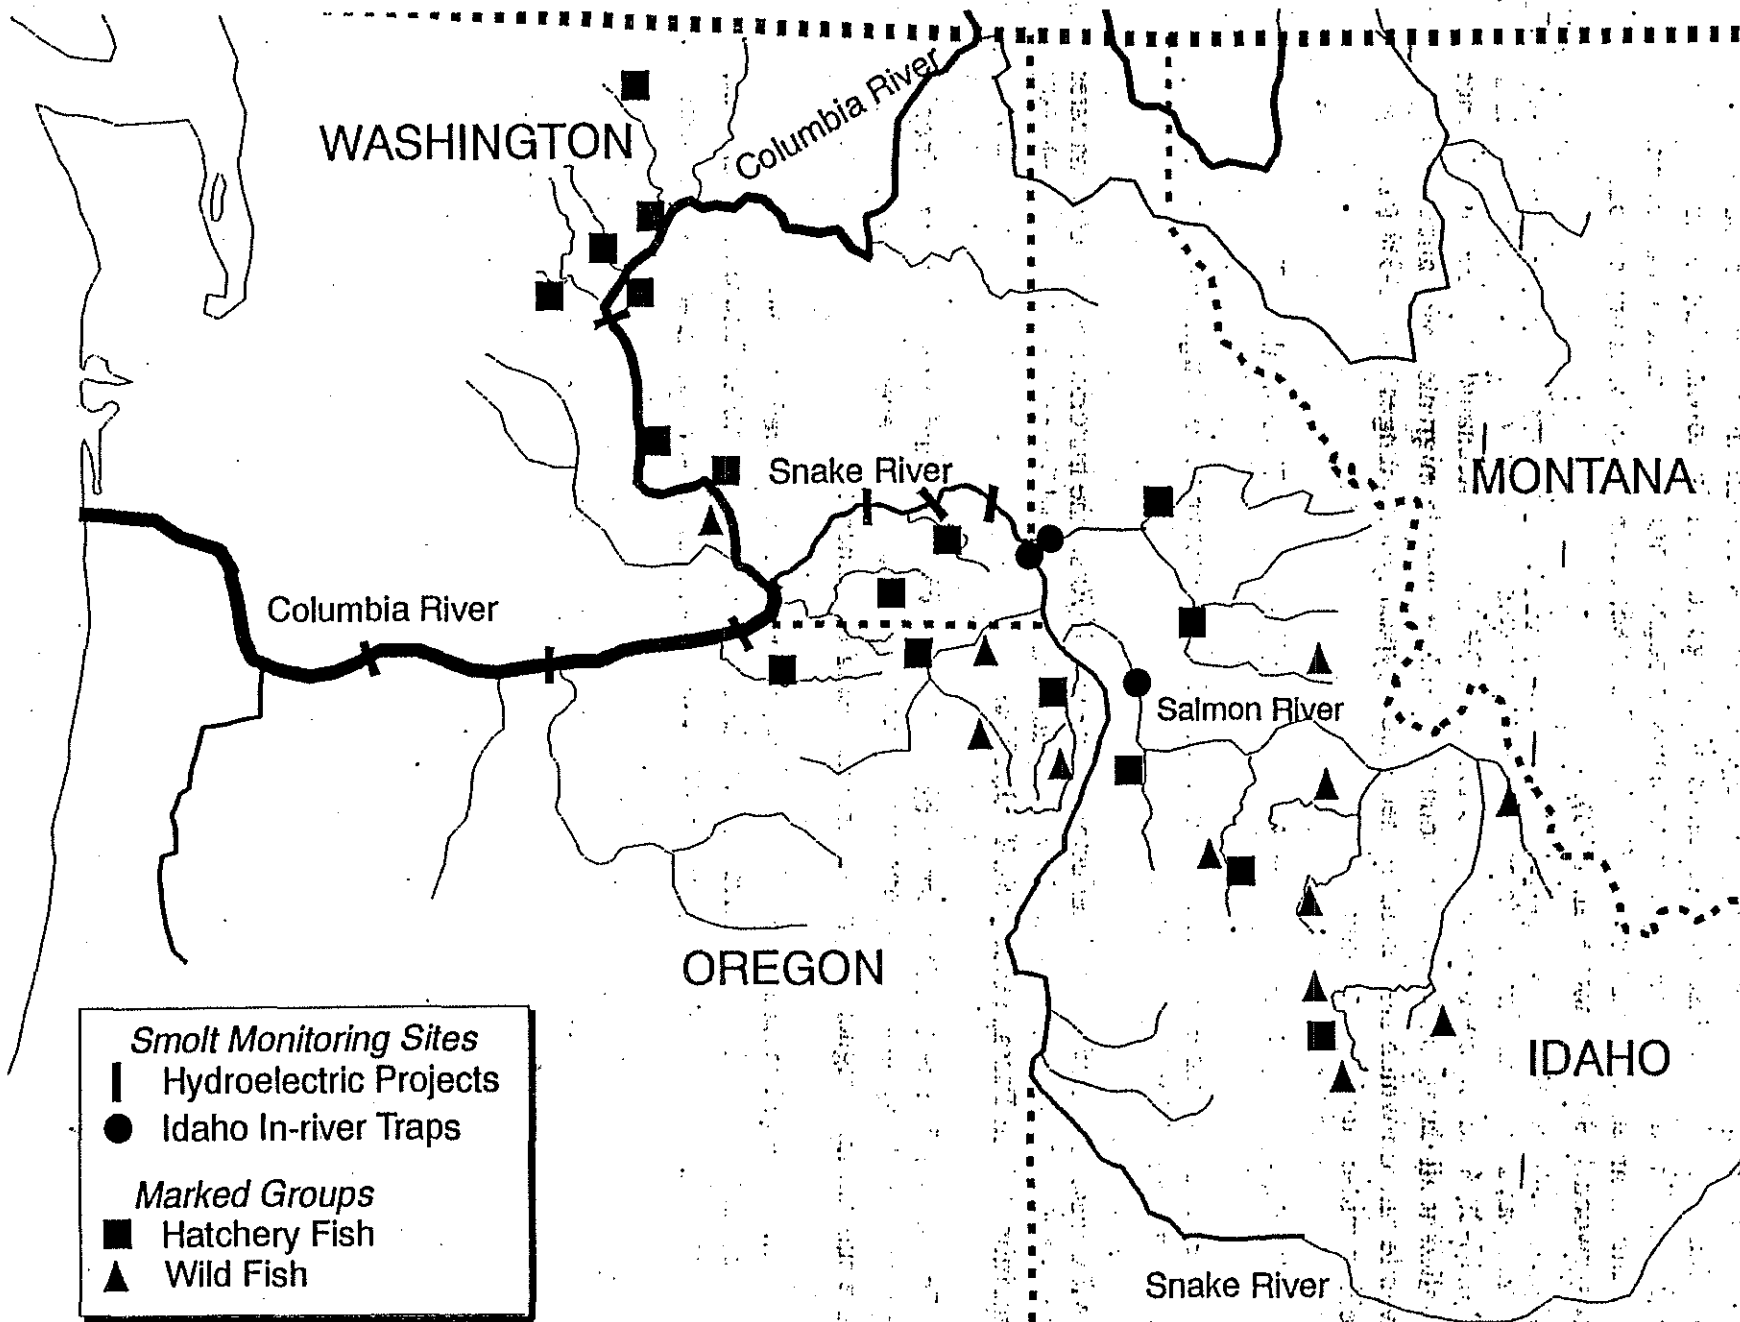 WASHINGTON
Columbia River
Snake River
MONTANA
Columbia River
Salmon River
OREGON
IDAHO
Snake River
Smolt Monitoring Sites
Hydroelectric Projects
Idaho In-river Traps
Marked Groups
Hatchery Fish
Wild Fish